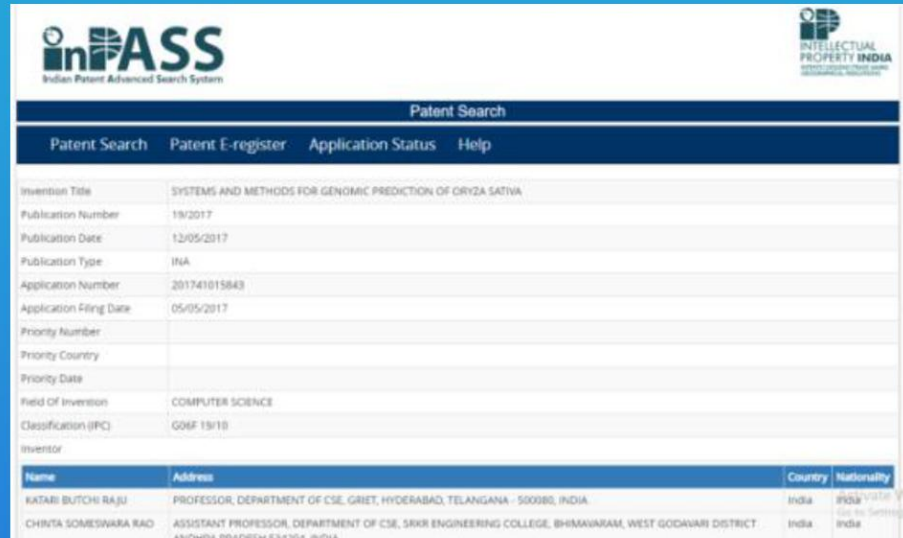 inPASS
Indian Patent Advanced Search System
INTELLECTUAL
PROPERTY INDIA
Patent Search
Patent Search Patent E-register Application Status Help
Invention Title SYSTEMS AND METHODS FOR GENOMIC PREDICTION OF ORYZA SATIVA
Publication Number 19/2017
Publication Date 12/05/2017
Publication Type INA
Application Number 201741015843
Application Filing Date 05/05/2017
Priority Number
Priority Country
Priority Date
Field Of Invention COMPUTER SCIENCE
Classification (IPC) G06F 19/10
Inventor
Name Address Country Nationality
KATARI BUTCHI RAJU PROFESSOR, DEPARTMENT OF CSE, GRIET, HYDERABAD, TELANGANA - 500080, INDIA. India India
CHINTA SOMESWARA RAO ASSISTANT PROFESSOR, DEPARTMENT OF CSE, SRKR ENGINEERING COLLEGE, BHIMAVARAM, WEST GODAVARI DISTRICT India India